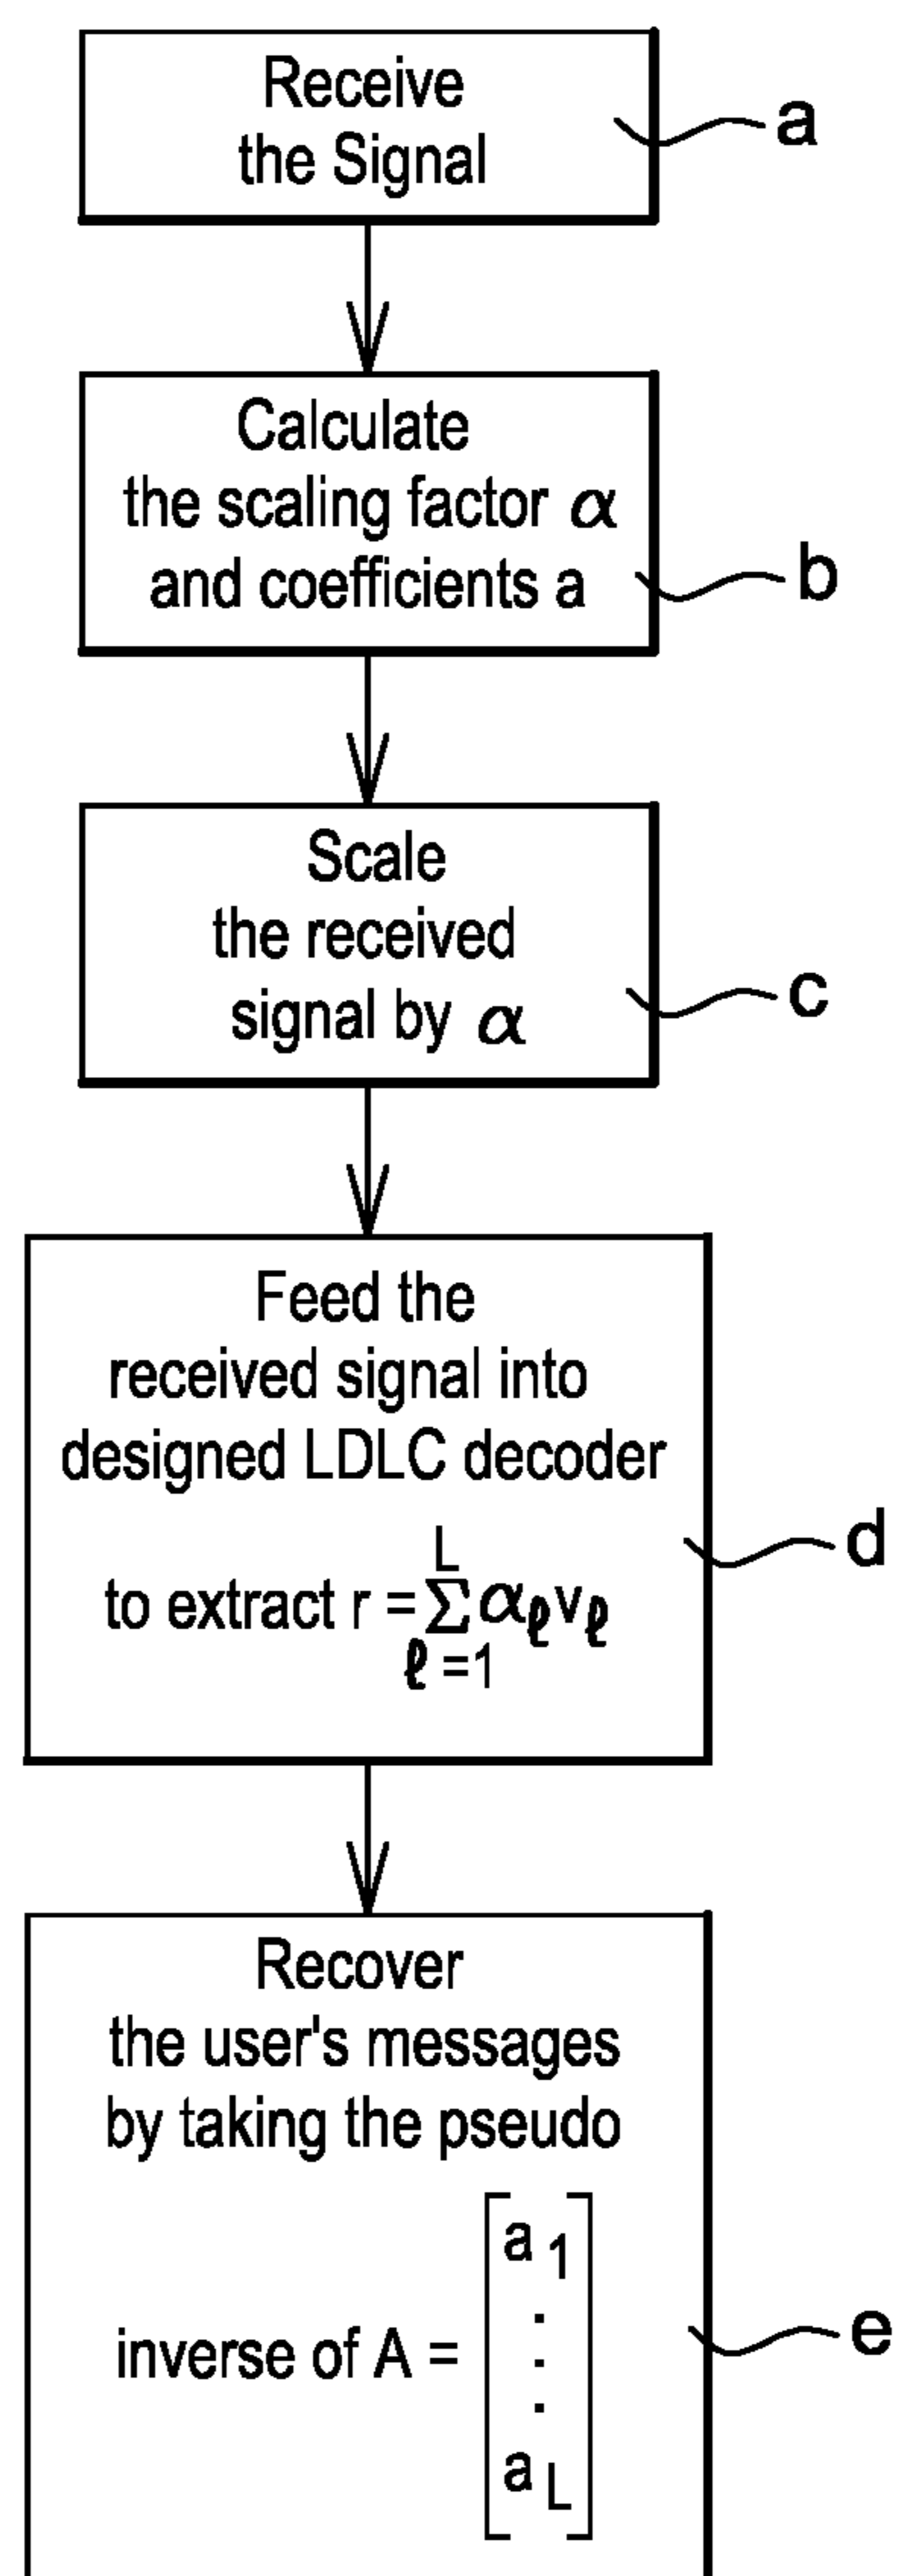 Receive
the Signal
a
Calculate
the scaling factor α
and coefficients a
b
Scale
the received
signal by α
c
Feed the
received signal into
designed LDLC decoder
to extract r = L∑ℓ=1 αℓvℓ
d
Recover
the user's messages
by taking the pseudo
inverse of A = [a1
.
.
.
aL]
e